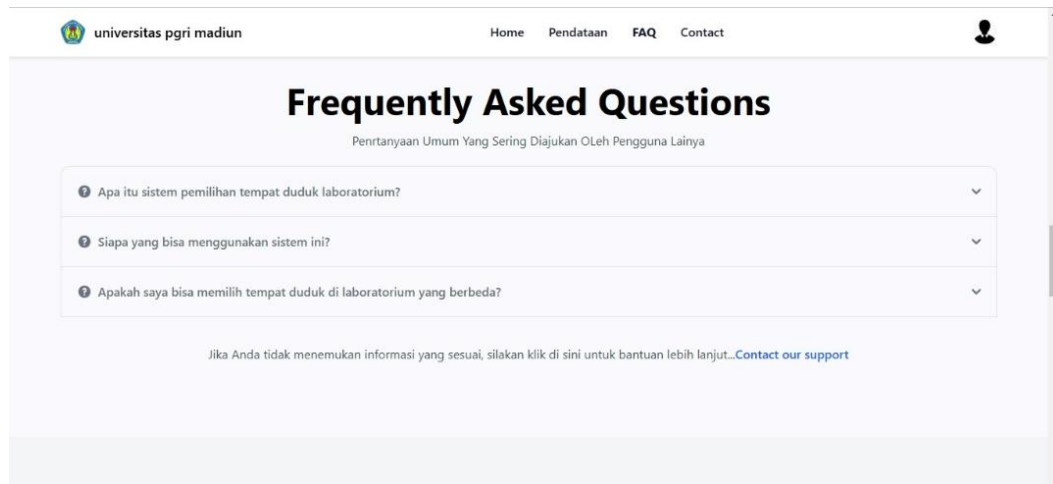 universitas pgri madiun Home Pendataan FAQ Contact
Frequently Asked Questions
Penrtanyaan Umum Yang Sering Diajukan OLeh Pengguna Lainya
Apa itu sistem pemilihan tempat duduk laboratorium?
Siapa yang bisa menggunakan sistem ini?
Apakah saya bisa memilih tempat duduk di laboratorium yang berbeda?
Jika Anda tidak menemukan informasi yang sesuai, silakan klik di sini untuk bantuan lebih lanjut...Contact our support